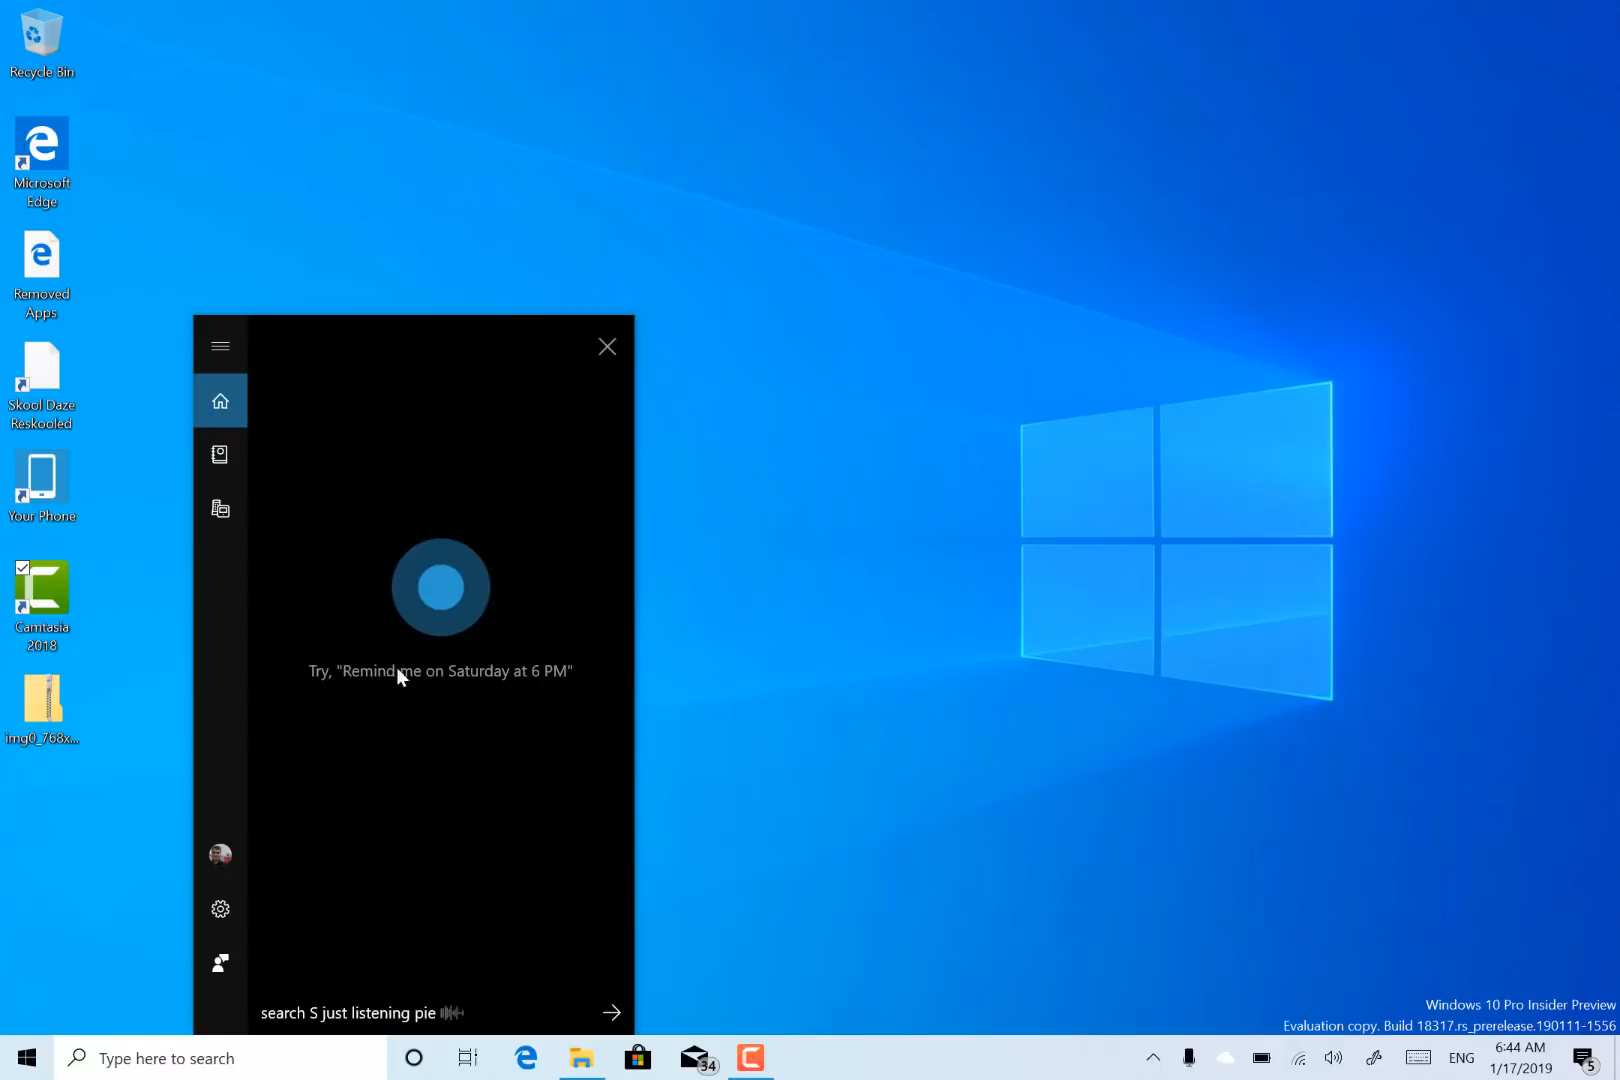 Recycle Bin
Microsoft
Edge
Removed
Apps
Skool Daze
Reskooled
Your Phone
Camtasia
2018
img0_768x...
Try, "Remind me on Saturday at 6 PM"
search S just listening pie
Windows 10 Pro Insider Preview
Evaluation copy. Build 18317.rs_prerelease.190111-1556
Type here to search
34
ENG
6:44 AM
1/17/2019
5